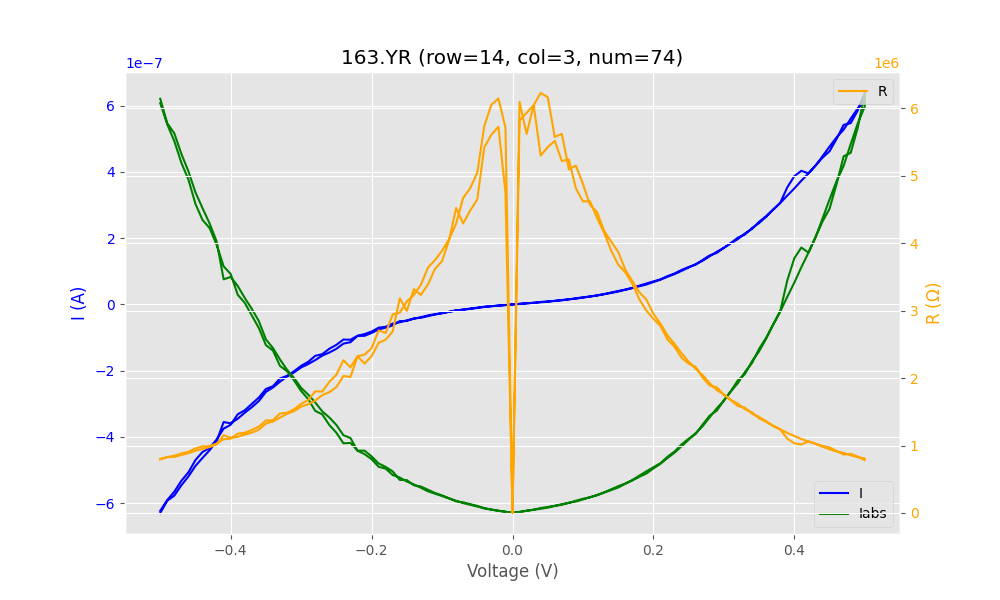 163.YR (row=14, col=3, num=74)
1e−7
1e6
R
6
4
2
0
−2
−4
−6
I (A)
6
5
4
3
2
1
0
R (Ω)
I
Iabs
−0.4
−0.2
0.0
0.2
0.4
Voltage (V)